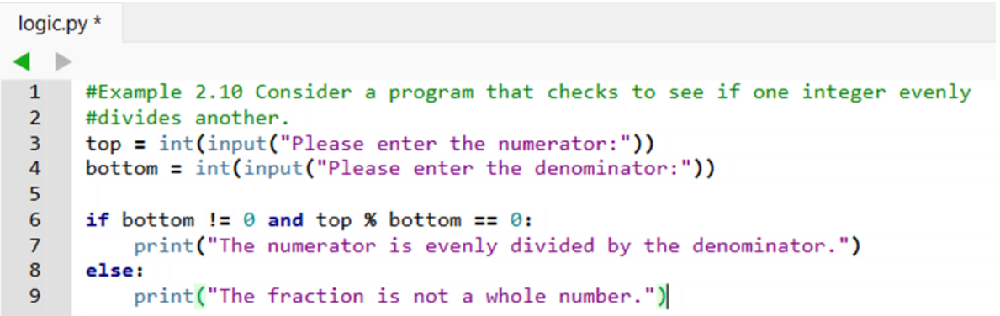 logic.py *
1 #Example 2.10 Consider a program that checks to see if one integer evenly
2 #divides another.
3 top = int(input("Please enter the numerator:"))
4 bottom = int(input("Please enter the denominator:"))
5
6 if bottom != 0 and top % bottom == 0:
7     print("The numerator is evenly divided by the denominator.")
8 else:
9     print("The fraction is not a whole number.")